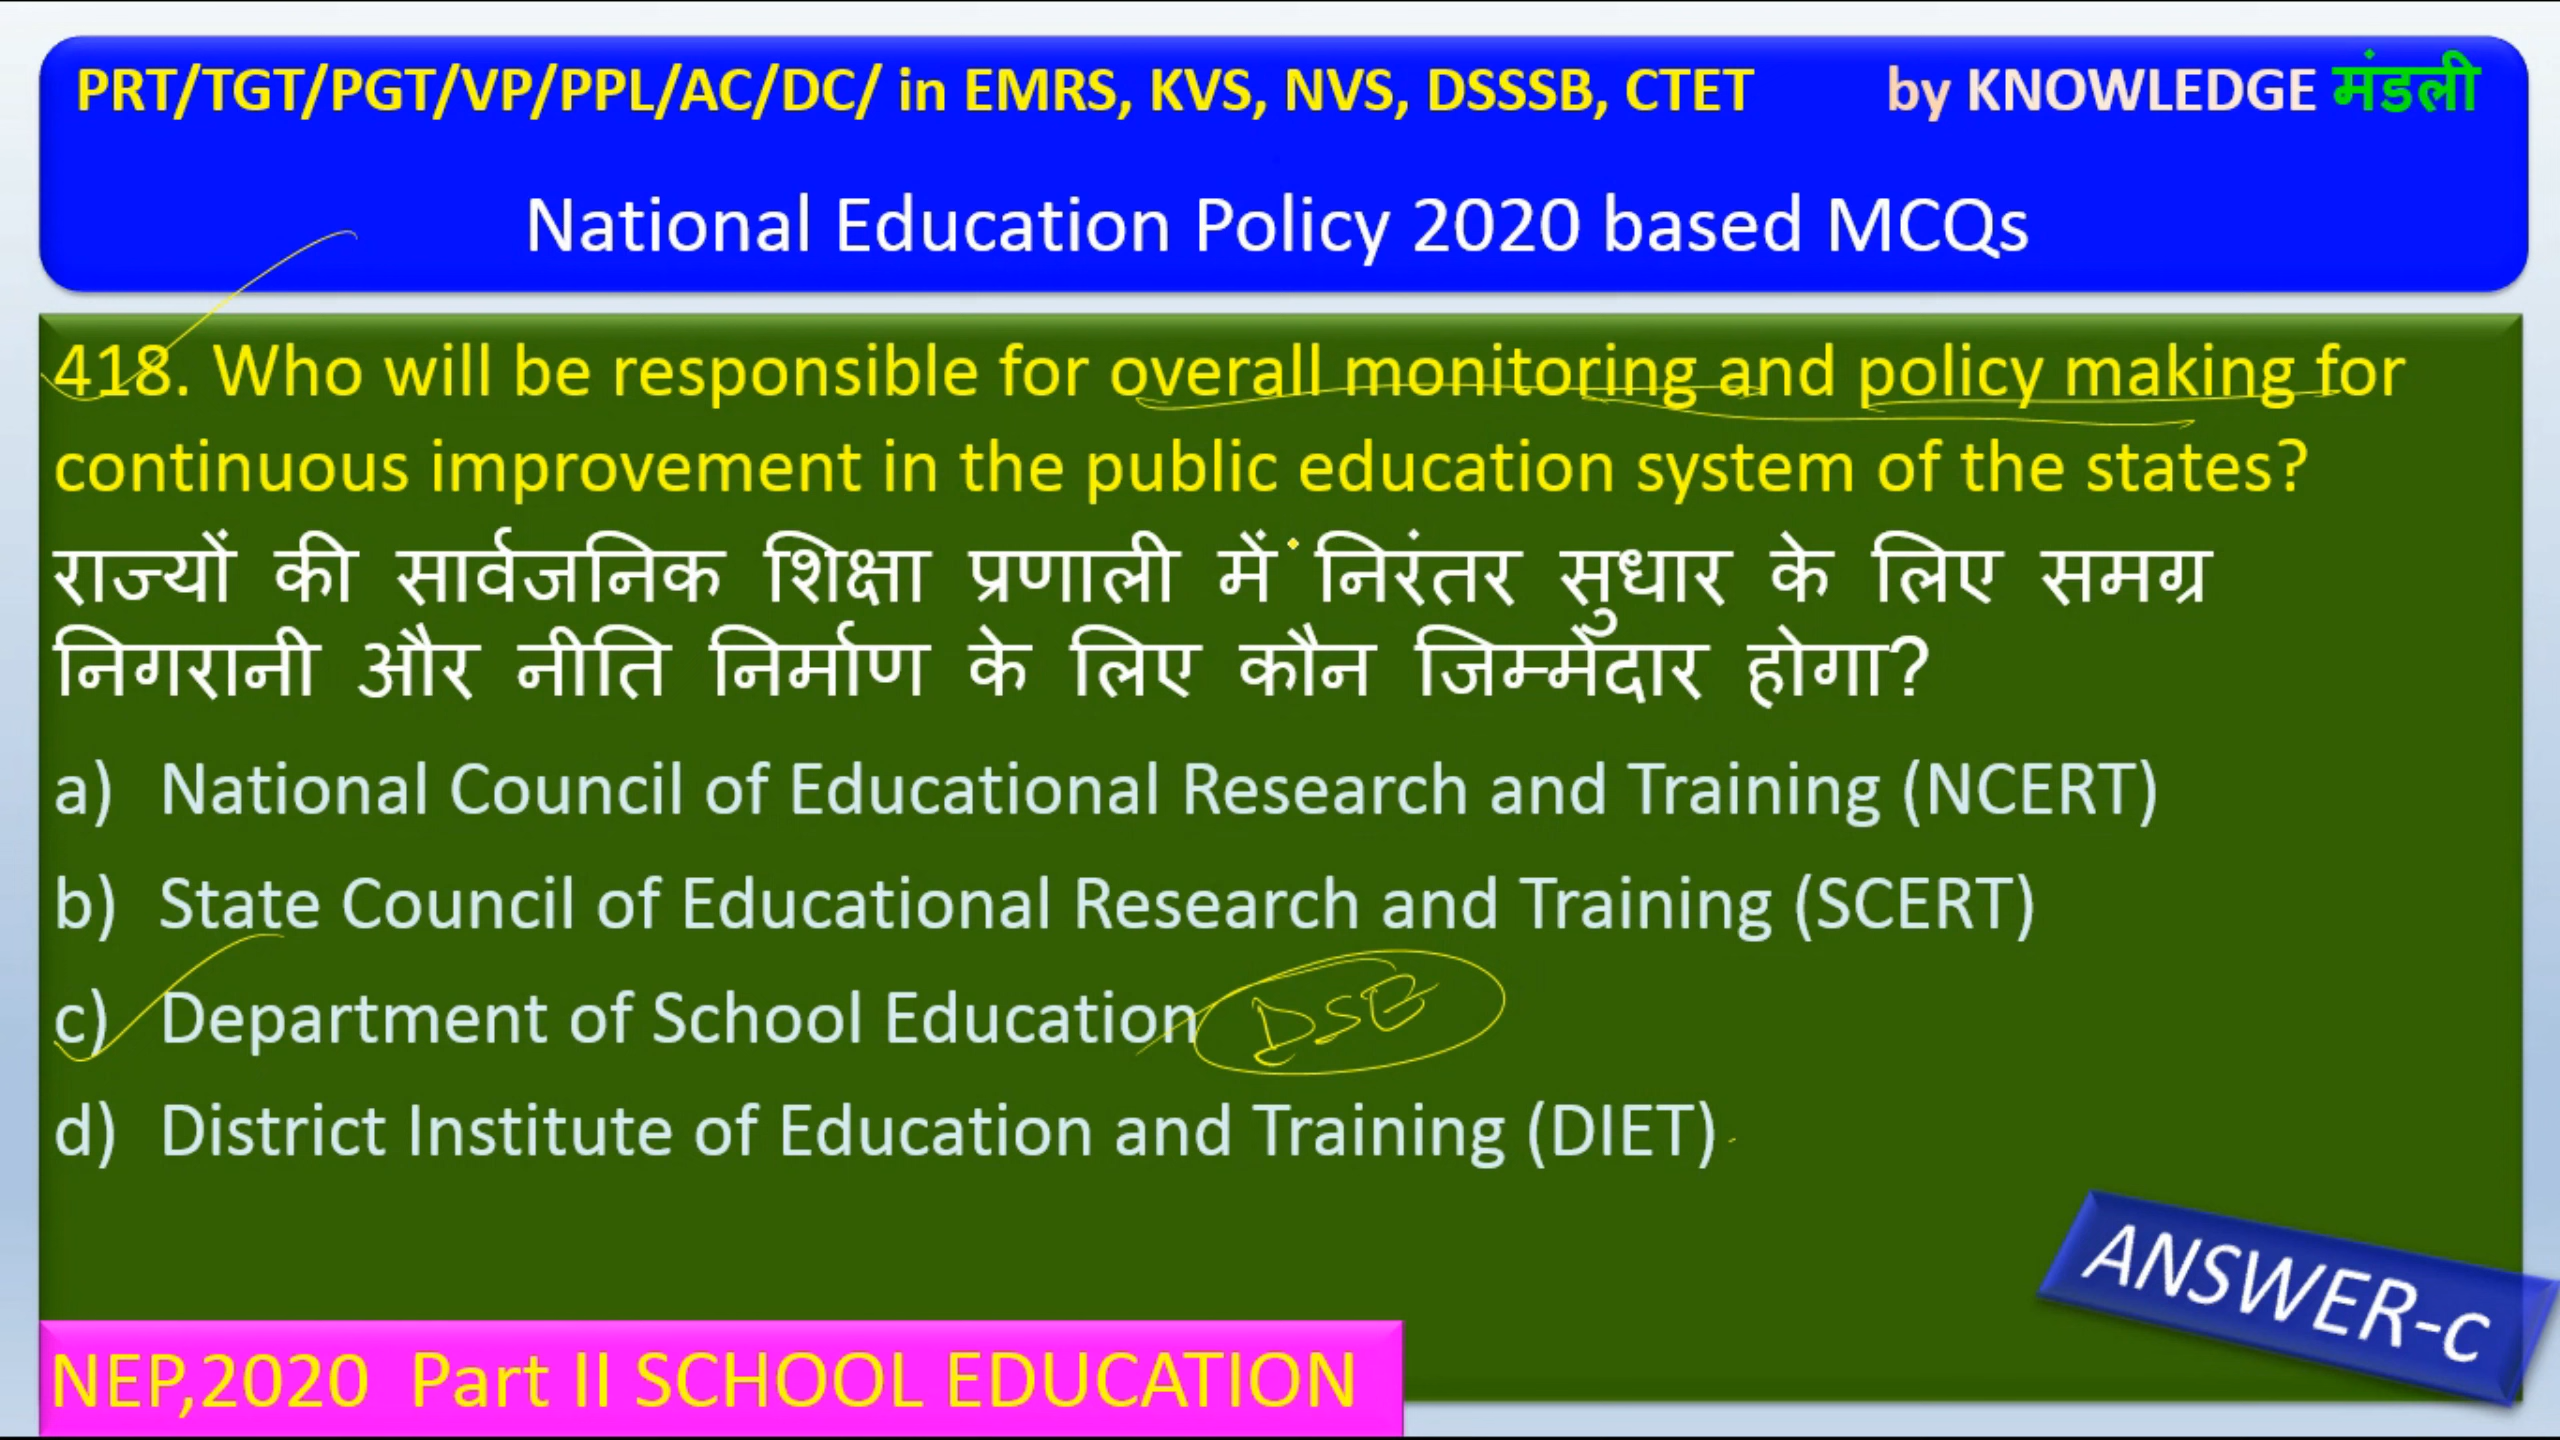 PRT/TGT/PGT/VP/PPL/AC/DC/ in EMRS, KVS, NVS, DSSSB, CTET by KNOWLEDGE मंडली
National Education Policy 2020 based MCQs
418. Who will be responsible for overall monitoring and policy making for
continuous improvement in the public education system of the states?
राज्यों की सार्वजनिक शिक्षा प्रणाली में निरंतर सुधार के लिए समग्र
निगरानी और नीति निर्माण के लिए कौन जिम्मेदार होगा?
a) National Council of Educational Research and Training (NCERT)
b) State Council of Educational Research and Training (SCERT)
c) Department of School Education DSE
d) District Institute of Education and Training (DIET)
ANSWER-c
NEP,2020 Part II SCHOOL EDUCATION